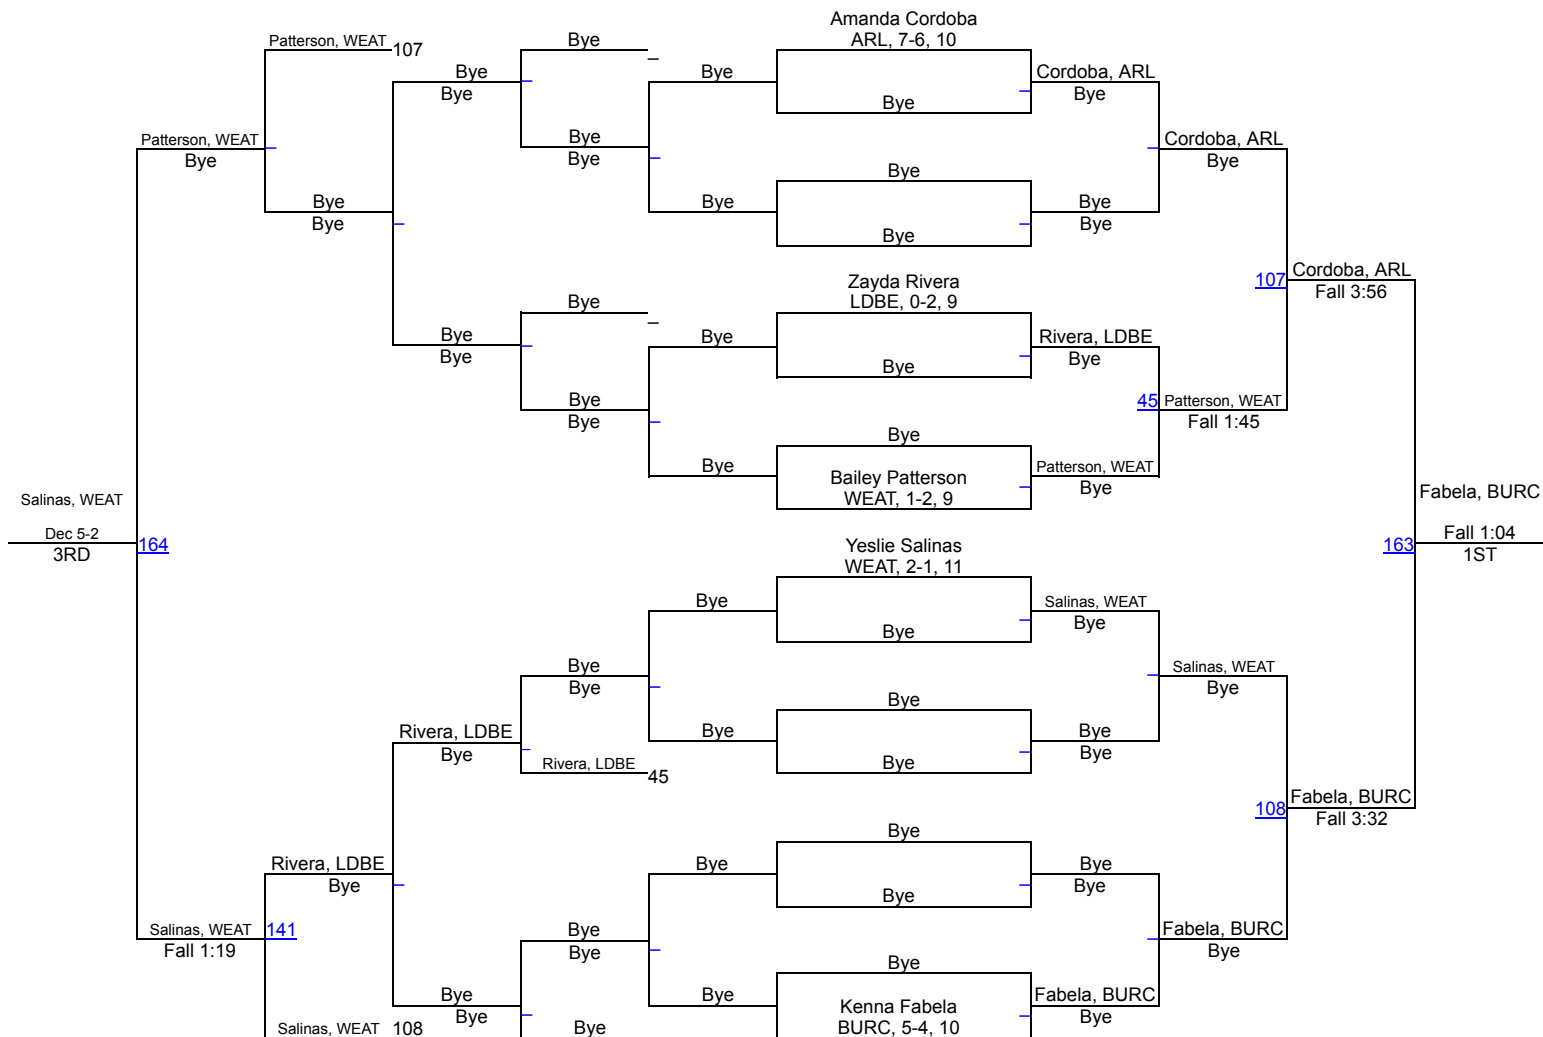 Amanda Cordoba
Patterson, WEAT 107 Bye ARL, 7-6, 10
Bye Bye Cordoba, ARL
Bye Bye Bye
Patterson, WEAT Bye Cordoba, ARL
Bye Bye Bye
Bye
Bye Bye Bye
Bye Bye
Bye
Zayda Rivera 107 Cordoba, ARL
Bye LDBE, 0-2, 9 Fall 3:56
Bye Bye Rivera, LDBE
Bye Bye Bye
Bye 45 Patterson, WEAT
Bye Fall 1:45
Bye
Bye Bailey Patterson Patterson, WEAT
WEAT, 1-2, 9 Bye
Salinas, WEAT Fabela, BURC
Dec 5-2 164 Yeslie Salinas 163 Fall 1:04
3RD WEAT, 2-1, 11 1ST
Bye Salinas, WEAT
Bye Bye
Bye Salinas, WEAT
Bye Bye
Bye
Rivera, LDBE Bye Bye
Bye Bye
Rivera, LDBE 45 Bye
108 Fabela, BURC
Fall 3:32
Bye
Rivera, LDBE Bye Bye
Bye Bye
Bye
Salinas, WEAT 141 Bye Fabela, BURC
Fall 1:19 Bye Bye
Bye
Bye Bye Kenna Fabela Fabela, BURC
Bye Bye
Salinas, WEAT 108 Bye BURC, 5-4, 10